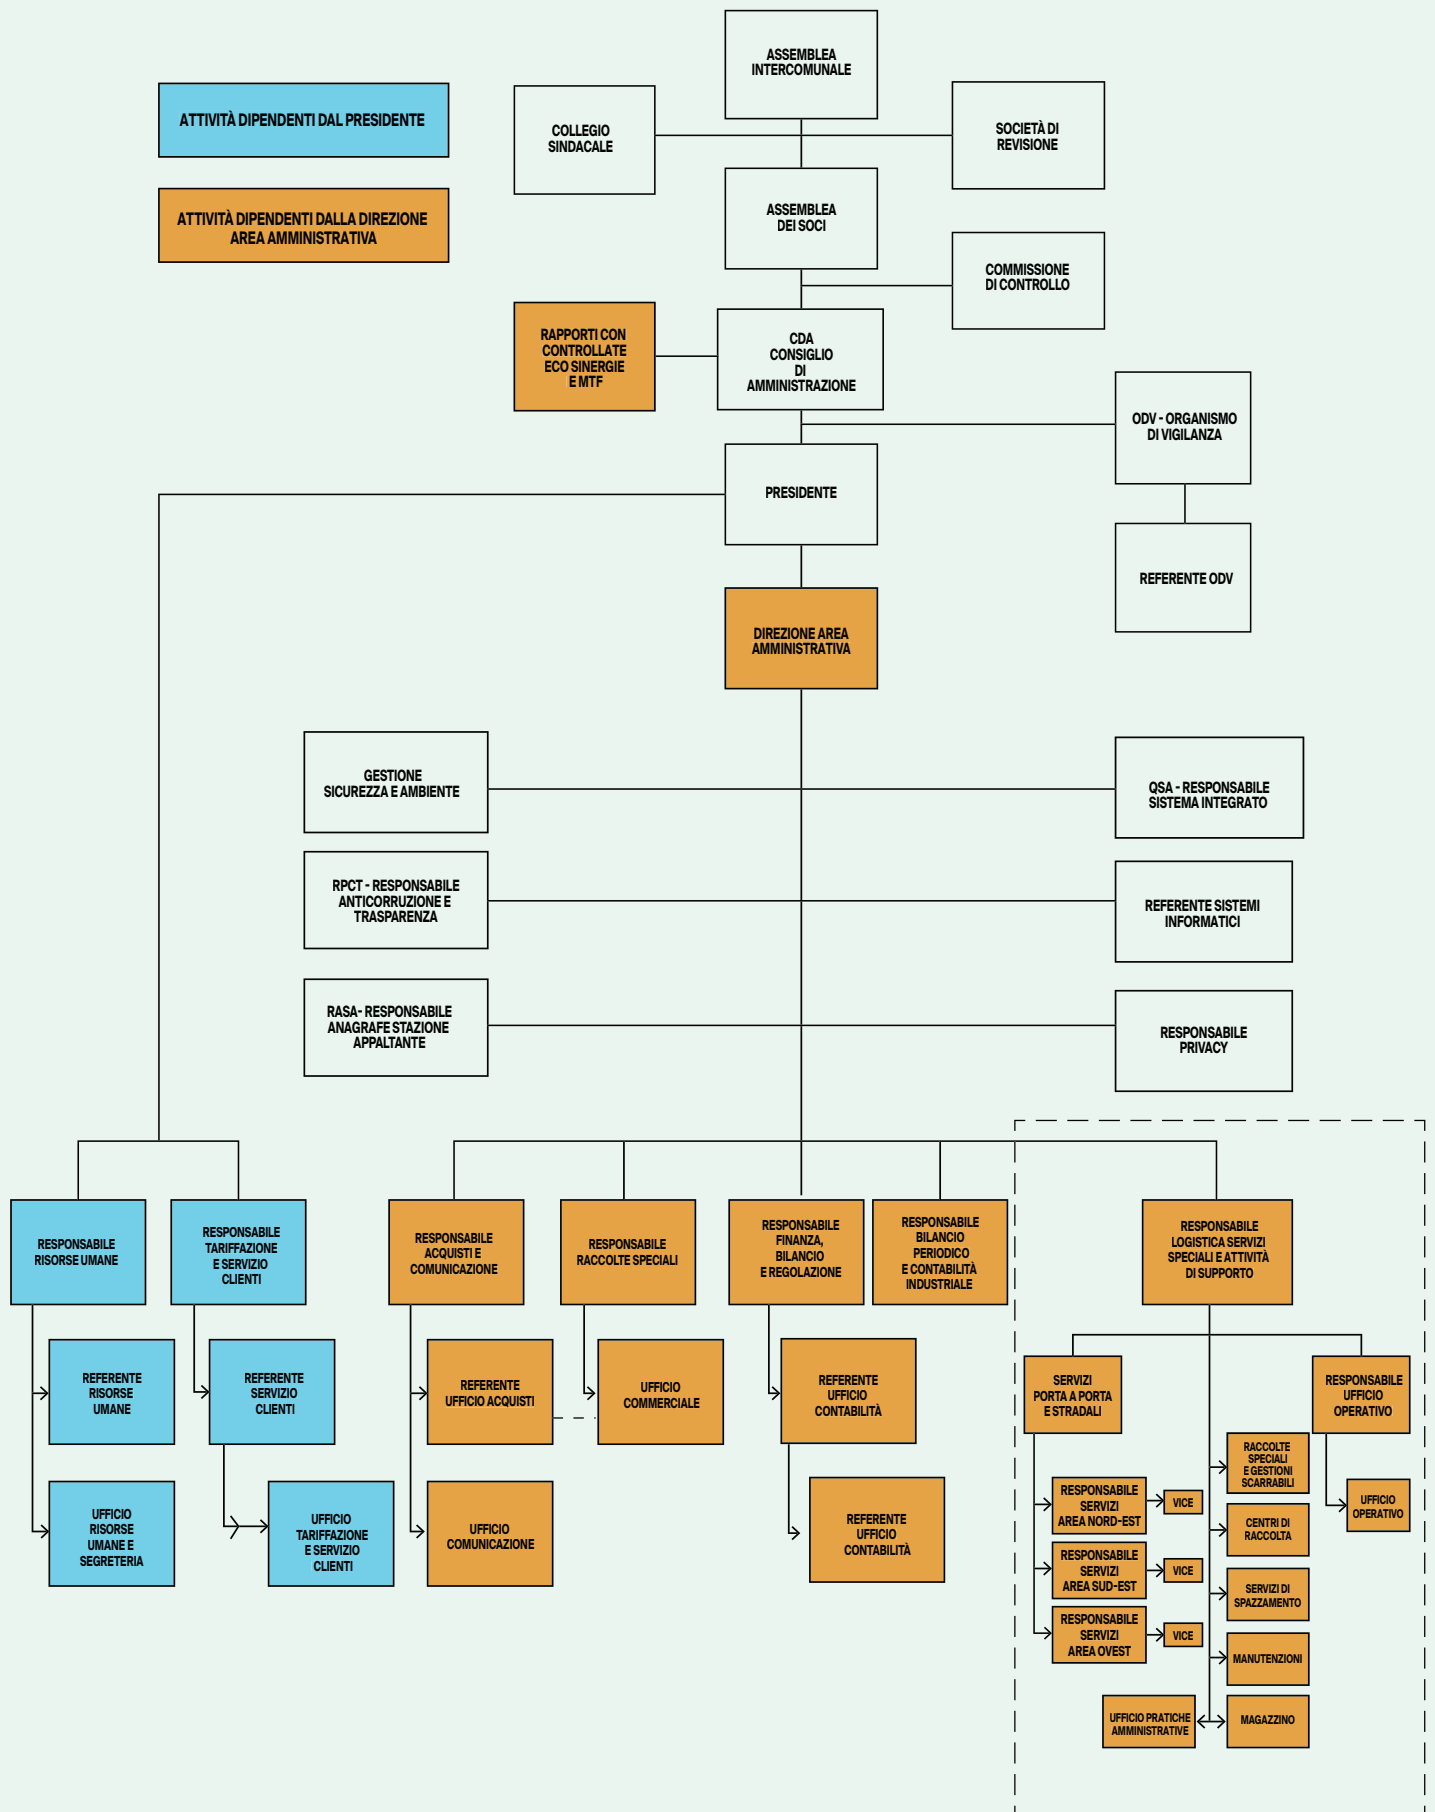 ASSEMBLEA
INTERCOMUNALE
ATTIVITÀ DIPENDENTI DAL PRESIDENTE
COLLEGIO
SINDACALE
SOCIETÀ DI
REVISIONE
ATTIVITÀ DIPENDENTI DALLA DIREZIONE
AREA AMMINISTRATIVA
ASSEMBLEA
DEI SOCI
COMMISSIONE
DI CONTROLLO
RAPPORTI CON
CONTROLLATE
ECO SINERGIE
E MTF
CDA
CONSIGLIO
DI
AMMINISTRAZIONE
ODV - ORGANISMO
DI VIGILANZA
PRESIDENTE
REFERENTE ODV
DIREZIONE AREA
AMMINISTRATIVA
GESTIONE
SICUREZZA E AMBIENTE
QSA - RESPONSABILE
SISTEMA INTEGRATO
RPCT - RESPONSABILE
ANTICORRUZIONE E
TRASPARENZA
REFERENTE SISTEMI
INFORMATICI
RASA- RESPONSABILE
ANAGRAFE STAZIONE
APPALTANTE
RESPONSABILE
PRIVACY
RESPONSABILE
RISORSE UMANE
RESPONSABILE
TARIFFAZIONE
E SERVIZIO
CLIENTI
RESPONSABILE
ACQUISTI E
COMUNICAZIONE
RESPONSABILE
RACCOLTE SPECIALI
RESPONSABILE
FINANZA,
BILANCIO
E REGOLAZIONE
RESPONSABILE
BILANCIO
PERIODICO
E CONTABILITÀ
INDUSTRIALE
RESPONSABILE
LOGISTICA SERVIZI
SPECIALI E ATTIVITÀ
DI SUPPORTO
REFERENTE
RISORSE
UMANE
REFERENTE
SERVIZIO
CLIENTI
REFERENTE
UFFICIO ACQUISTI
UFFICIO
COMMERCIALE
REFERENTE
UFFICIO
CONTABILITÀ
SERVIZI
PORTA A PORTA
E STRADALI
RESPONSABILE
UFFICIO
OPERATIVO
UFFICIO
RISORSE
UMANE E
SEGRETERIA
UFFICIO
TARIFFAZIONE
E SERVIZIO
CLIENTI
UFFICIO
COMUNICAZIONE
REFERENTE
UFFICIO
CONTABILITÀ
RESPONSABILE
SERVIZI
AREA NORD-EST
VICE
RACCOLTE
SPECIALI
E GESTIONI
SCARRABILI
UFFICIO
OPERATIVO
CENTRI DI
RACCOLTA
RESPONSABILE
SERVIZI
AREA SUD-EST
VICE
SERVIZI DI
SPAZZAMENTO
RESPONSABILE
SERVIZI
AREA OVEST
VICE
MANUTENZIONI
UFFICIO PRATICHE
AMMINISTRATIVE
MAGAZZINO